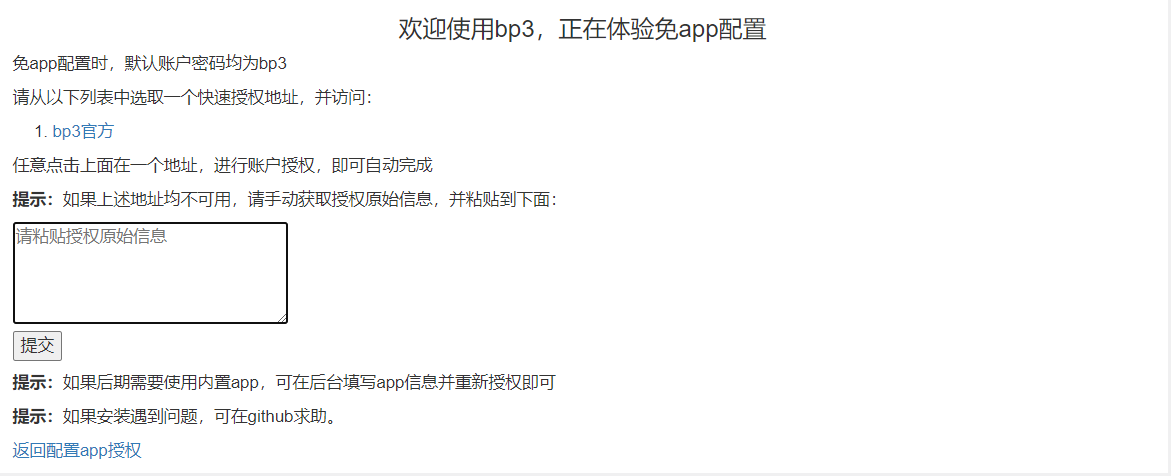 欢迎使用bp3，正在体验免app配置
免app配置时，默认账户密码均为bp3
请从以下列表中选取一个快速授权地址，并访问：
1. bp3官方
任意点击上面在一个地址，进行账户授权，即可自动完成
提示：如果上述地址均不可用，请手动获取授权原始信息，并粘贴到下面：
请粘贴授权原始信息
提交
提示：如果后期需要使用内置app，可在后台填写app信息并重新授权即可
提示：如果安装遇到问题，可在github求助。
返回配置app授权